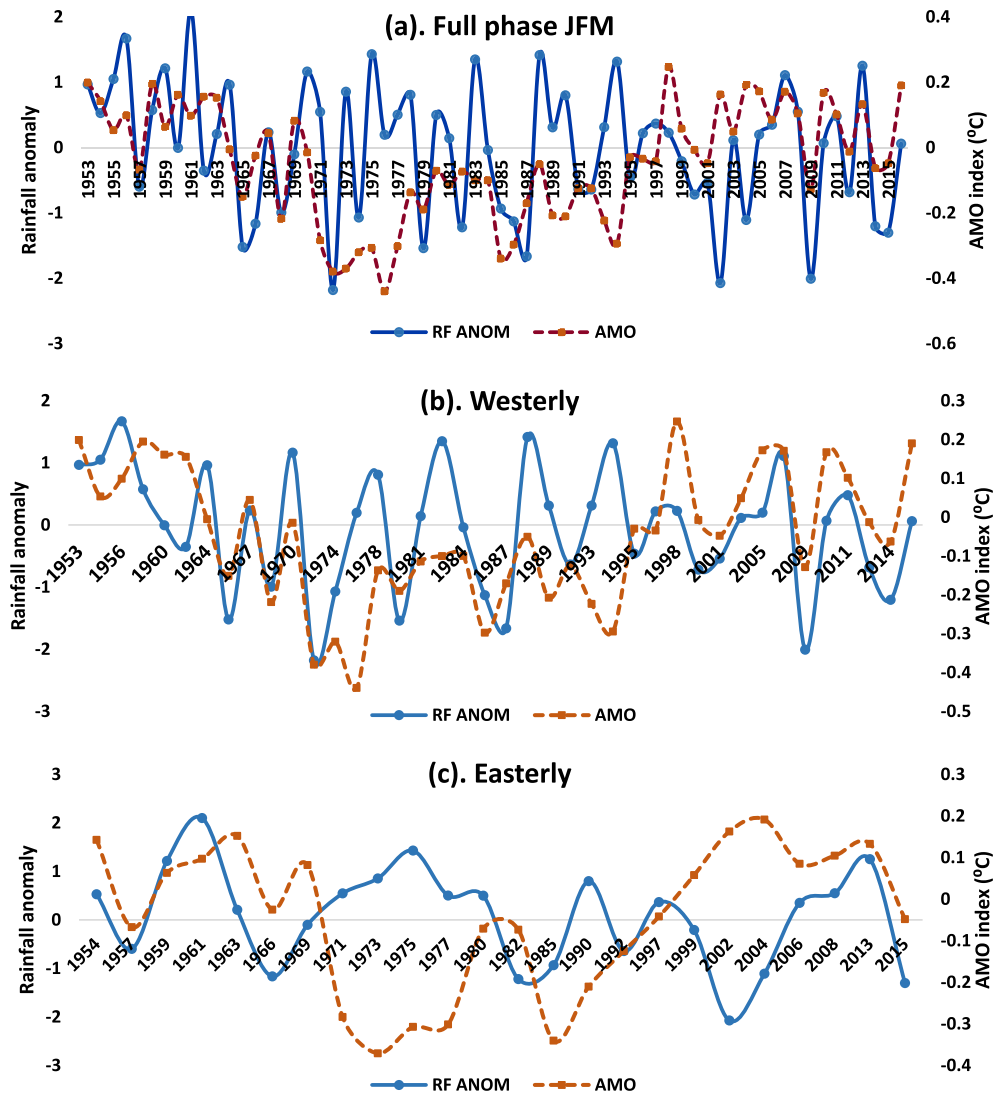 (a). Full phase JFM
Rainfall anomaly
2
1
0
-1
-2
-3
1953 1955 1957 1959 1961 1963 1965 1967 1969 1971 1973 1975 1977 1979 1981 1983 1985 1987 1989 1991 1993 1995 1997 1999 2001 2003 2005 2007 2009 2011 2013 2015
0.4
0.2
0
-0.2
-0.4
-0.6
AMO index (⁰C)
RF ANOM AMO
(b). Westerly
Rainfall anomaly
2
1
0
-1
-2
-3
1953 1956 1960 1964 1967 1970 1974 1978 1981 1984 1987 1989 1993 1995 1998 2001 2005 2009 2011 2014
0.3
0.2
0.1
0
-0.1
-0.2
-0.3
-0.4
-0.5
AMO index (⁰C)
RF ANOM AMO
(c). Easterly
Rainfall anomaly
3
2
1
0
-1
-2
-3
1954 1957 1959 1961 1963 1966 1969 1971 1973 1975 1977 1980 1982 1985 1990 1992 1997 1999 2002 2004 2006 2008 2013 2015
0.3
0.2
0.1
0
-0.1
-0.2
-0.3
-0.4
AMO index (⁰C)
RF ANOM AMO